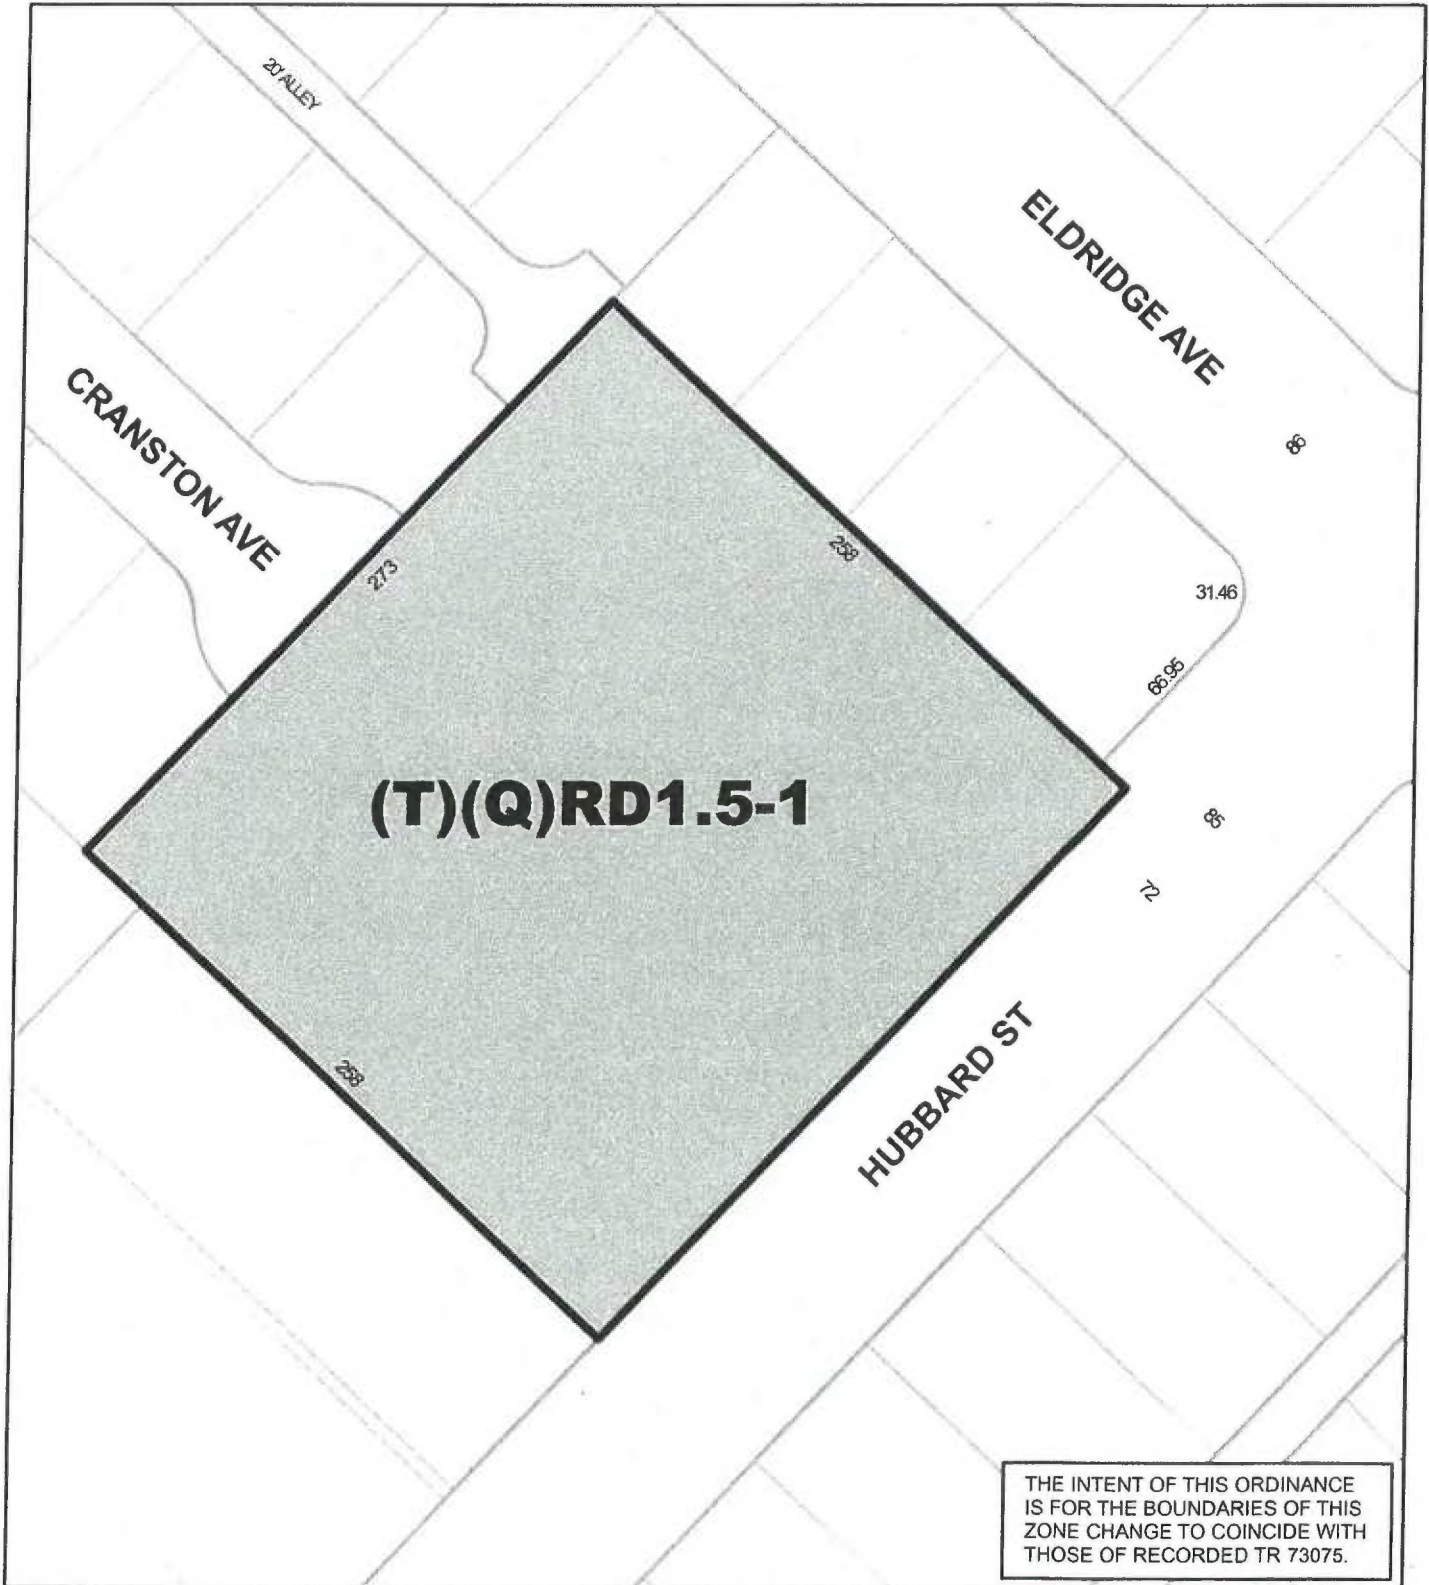 20' ALLEY
ELDRIDGE AVE
CRANSTON AVE
86
273
258
31.46
66.95
(T)(Q)RD1.5-1
85
72
HUBBARD ST
258
THE INTENT OF THIS ORDINANCE
IS FOR THE BOUNDARIES OF THIS
ZONE CHANGE TO COINCIDE WITH
THOSE OF RECORDED TR 73075.